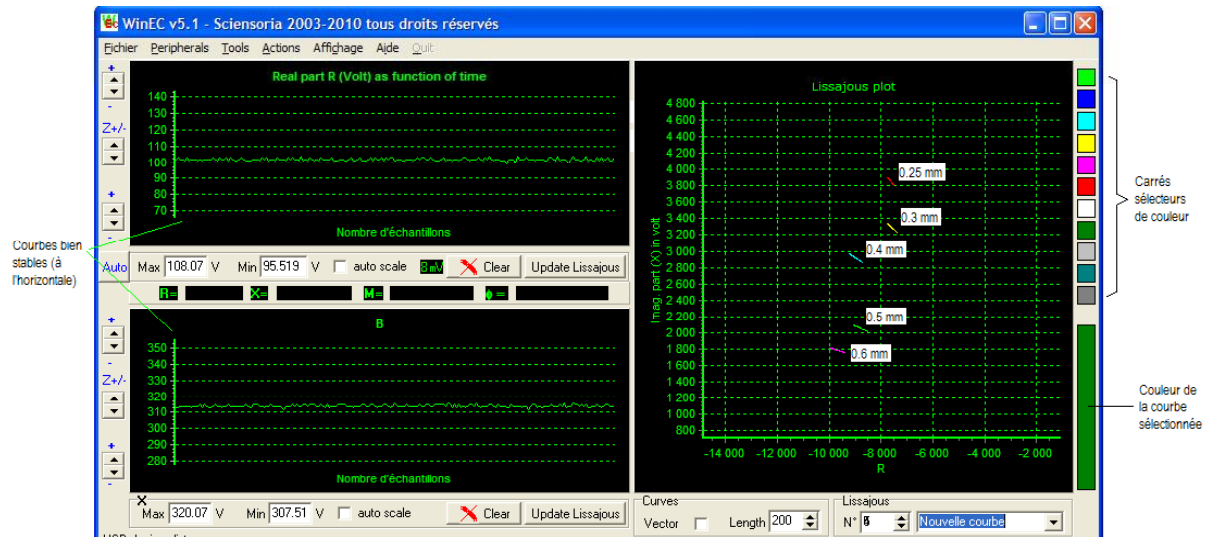 WinEC v5.1 - Sciensoria 2003-2010 tous droits réservés
Fichier Peripherals Tools Actions Affichage Aide Quit
+
-
Z+/-
+
-
Real part R (Volt) as function of time
140
130
120
110
100
90
80
70
Nombre d'échantillons
Courbes bien
stables (à
l'horizontale)
Auto Max 108.07 V Min 95.519 V auto scale 8mV Clear Update Lissajous
R= X= M= ϕ =
+
-
Z+/-
+
-
B
350
340
330
320
310
300
290
280
Nombre d'échantillons
X
Max 320.07 V Min 307.51 V auto scale Clear Update Lissajous
Lissajous plot
Imag. part (X) in volt
4 800
4 600
4 400
4 200
4 000
3 800
3 600
3 400
3 200
3 000
2 800
2 600
2 400
2 200
2 000
1 800
1 600
1 400
1 200
1 000
800
0.25 mm
0.3 mm
0.4 mm
0.5 mm
0.6 mm
-14 000 -12 000 -10 000 -8 000 -6 000 -4 000 -2 000
R
Curves
Vector Length 200
Lissajous
N° Nouvelle courbe
Carrés
sélecteurs
de couleur
Couleur de
la courbe
sélectionnée